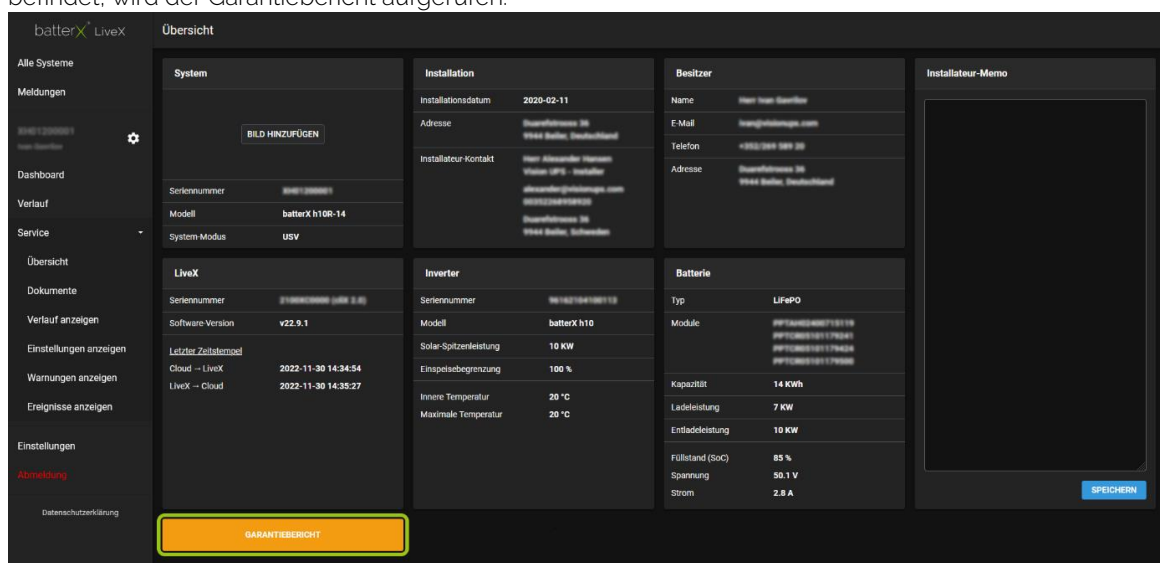 befindet, wird der Garantiebericht aufgerufen.
batterX LiveX
Übersicht
Alle Systeme
Meldungen
Dashboard
Verlauf
Service
Übersicht
Dokumente
Verlauf anzeigen
Einstellungen anzeigen
Warnungen anzeigen
Ereignisse anzeigen
Einstellungen
Abmeldung
Datenschutzerklärung
System
BILD HINZUFÜGEN
Seriennummer
Modell batterX h10R-14
System-Modus USV
Installation
Installationsdatum 2020-02-11
Adresse
Installateur-Kontakt
Besitzer
Name
E-Mail
Telefon
Adresse
Installateur-Memo
SPEICHERN
LiveX
Seriennummer
Software-Version v22.9.1
Letzter Zeitstempel
Cloud → LiveX 2022-11-30 14:34:54
LiveX → Cloud 2022-11-30 14:35:27
Inverter
Seriennummer
Modell batterX h10
Solar-Spitzenleistung 10 KW
Einspeisebegrenzung 100 %
Innere Temperatur 20 °C
Maximale Temperatur 20 °C
Batterie
Typ LiFePO
Module
Kapazität 14 KWh
Ladeleistung 7 KW
Entladeleistung 10 KW
Füllstand (SoC) 85 %
Spannung 50.1 V
Strom 2.8 A
GARANTIEBERICHT